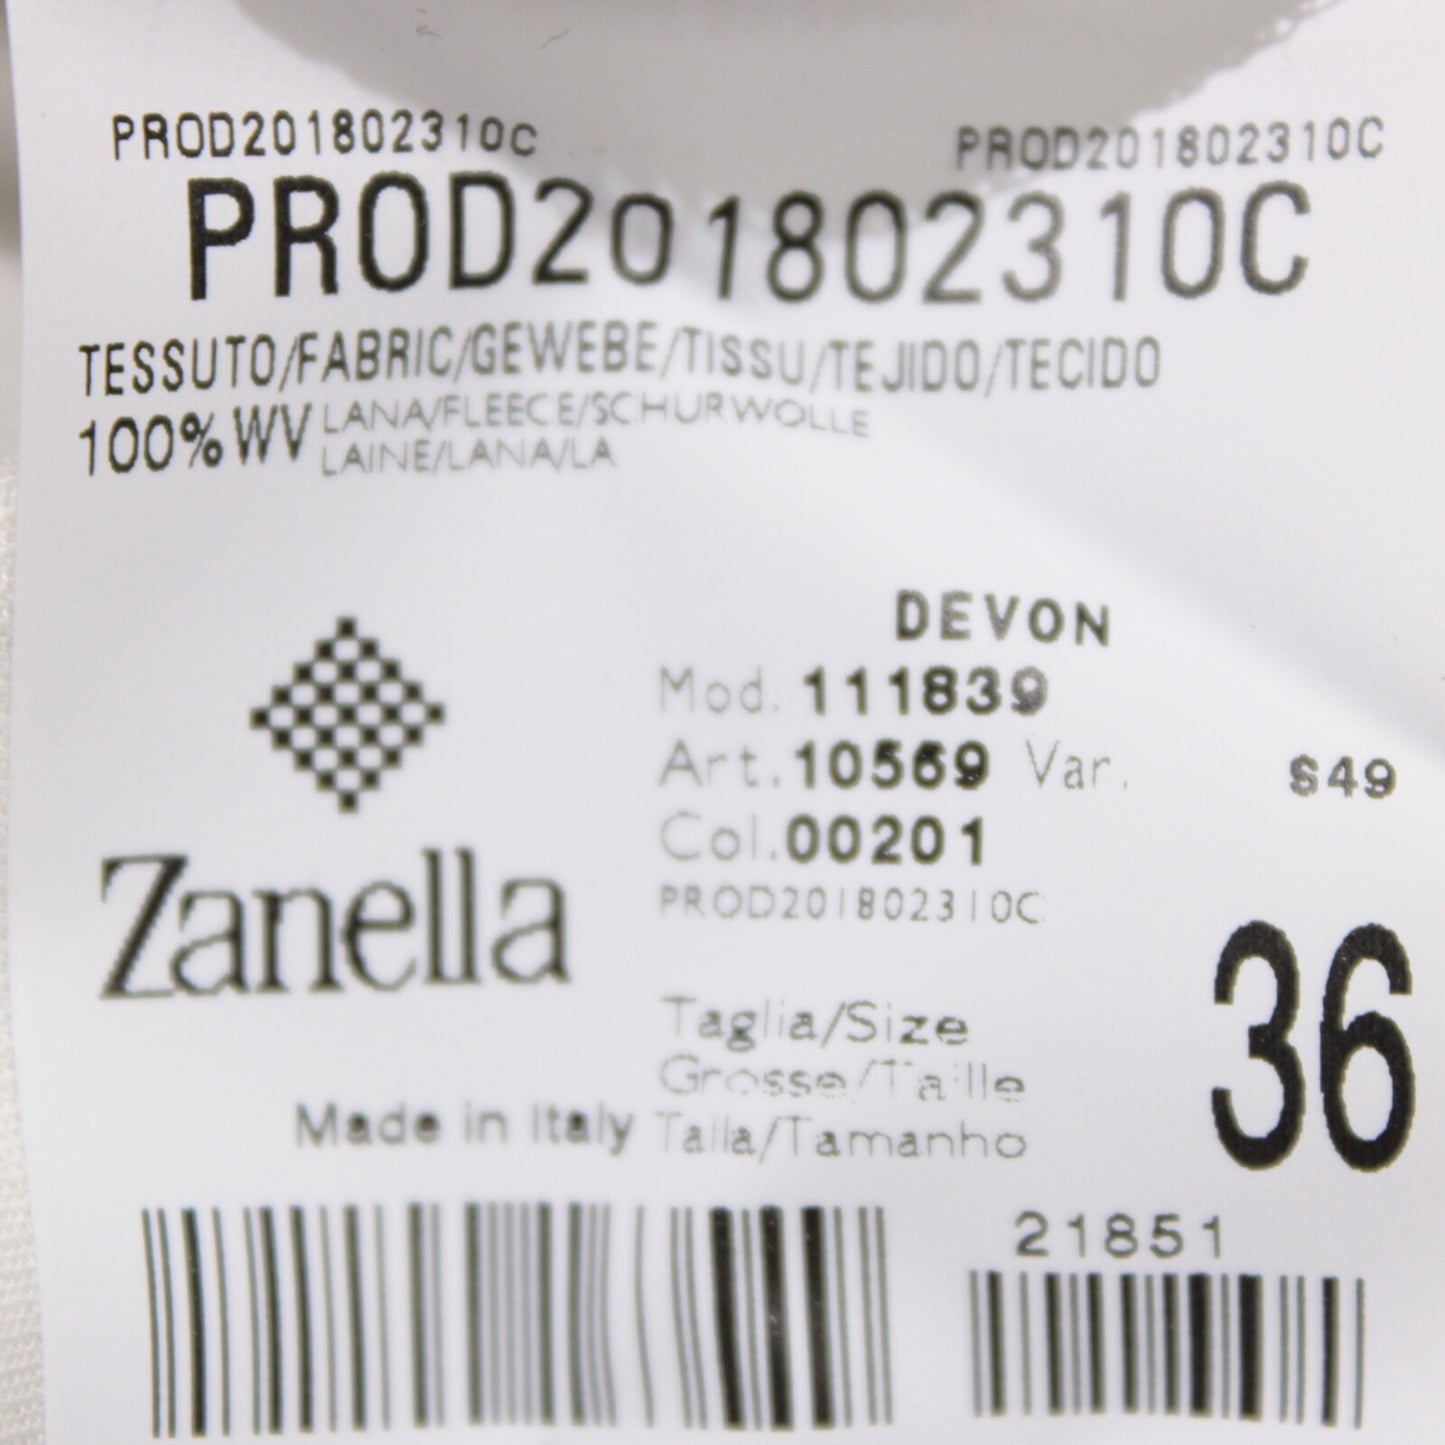 PROD201802310C PROD201802310C
PROD201802310C
TESSUTO/FABRIC/GEWEBE/TISSU/TEJIDO/TECIDO
100% WV LANA/FLEECE/SCHURWOLLE
LAINE/LANA/LA
DEVON
Mod. 111839
Art. 10569 Var. S49
Col. 00201
PROD201802310C
Zanella
36
Taglia/Size
Grosse/Taille
Made in Italy Talla/Tamanho
21851